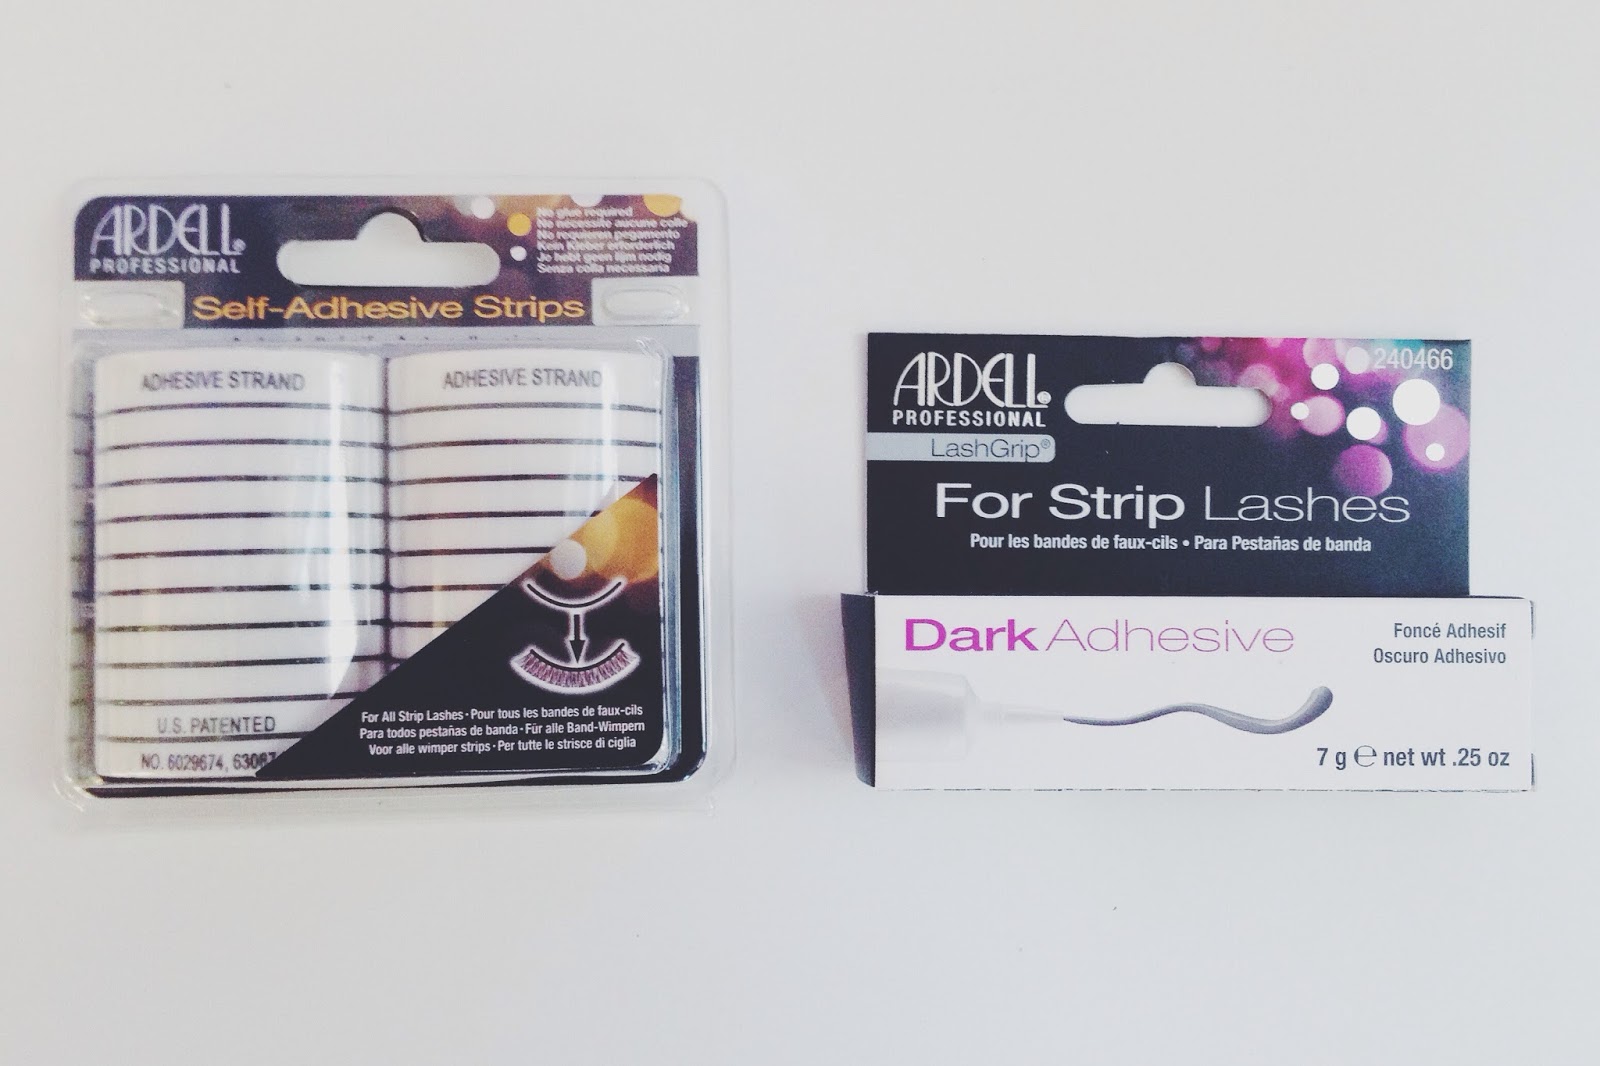 ARDELL®
PROFESSIONAL
No glue required
No necessite aucune colle
No requieren pegamento
Kein Kleber erforderlich
Je hebt geen lijm nodig
Senza colla necessaria
Self-Adhesive Strips
ADHESIVE STRAND
ADHESIVE STRAND
U.S. PATENTED
NO. 6029674,
For All Strip Lashes · Pour tous les bandes de faux-cils
Para todos pestañas de banda · Für alle Band-Wimpern
Voor alle wimper strips · Per tutte le strisce di ciglia
ARDELL®
PROFESSIONAL
LashGrip®
240466
For Strip Lashes
Pour les bandes de faux-cils • Para Pestañas de banda
Dark Adhesive
Foncé Adhesif
Oscuro Adhesivo
7 g ℮ net wt .25 oz